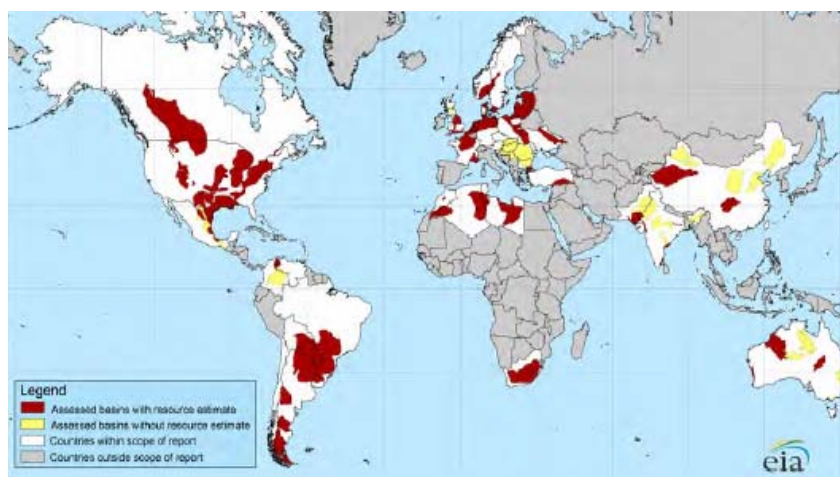 Legend
Assessed basins with resource estimate
Assessed basins without resource estimate
Countries within scope of report
Countries outside scope of report
eia